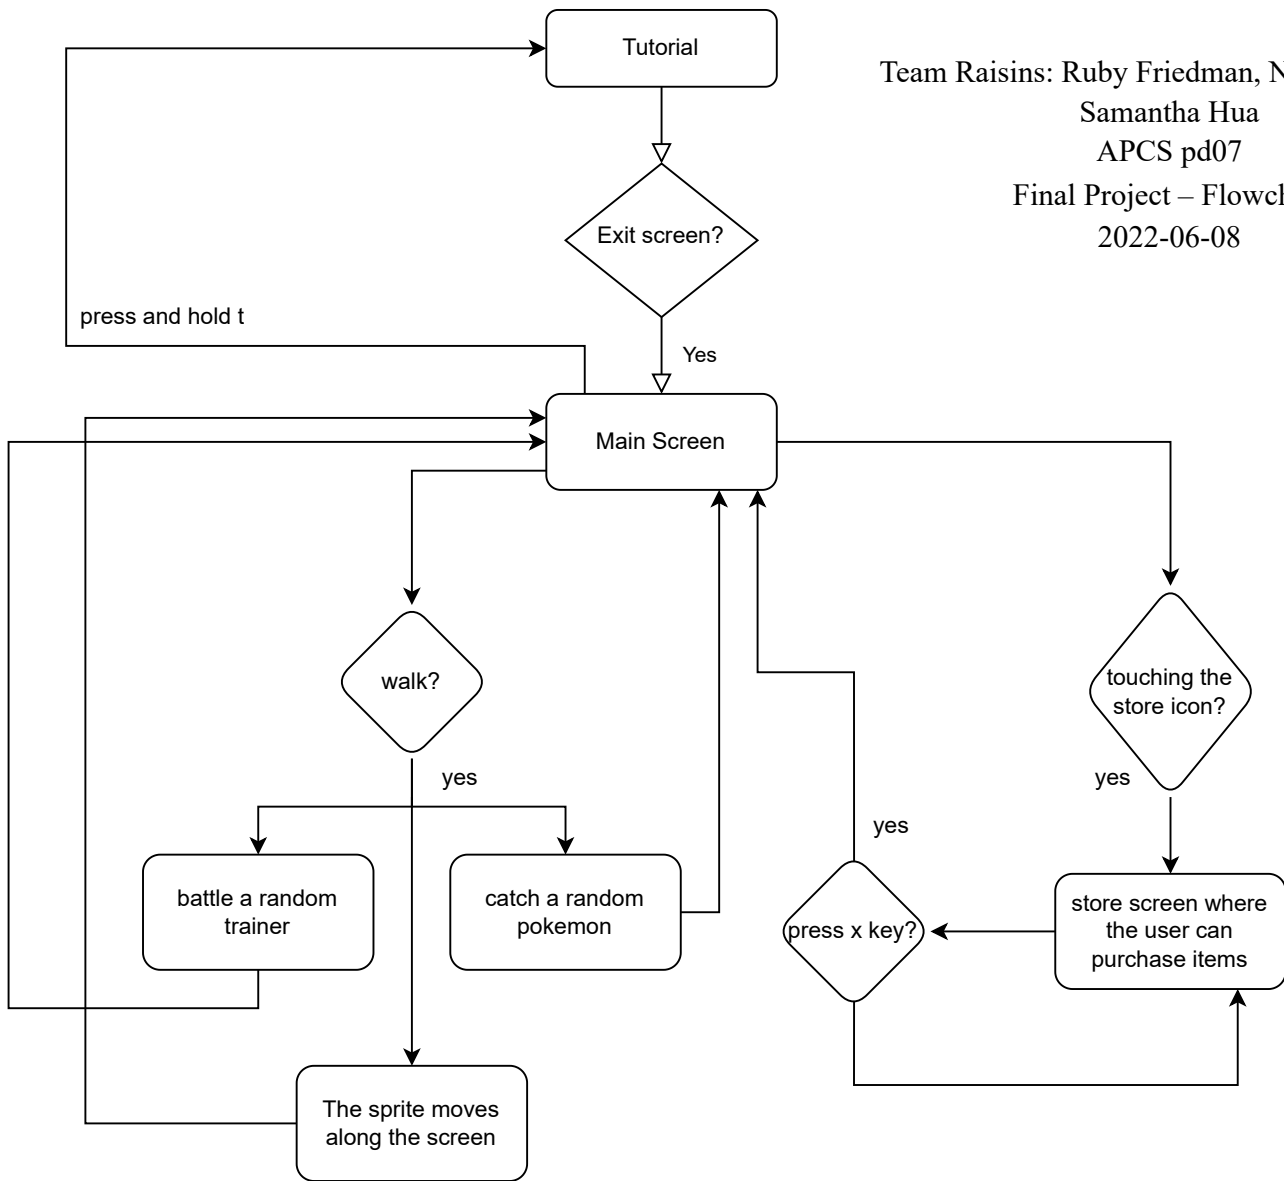 Tutorial
Team Raisins: Ruby Friedman,
Samantha Hua
APCS pd07
Final Project –
2022-06-08
Exit screen?
press and hold t
Yes
Main Screen
walk?
touching the
store icon?
yes
yes
yes
battle a random
trainer
catch a random
pokemon
press x key?
store screen where
the user can
purchase items
The sprite moves
along the screen